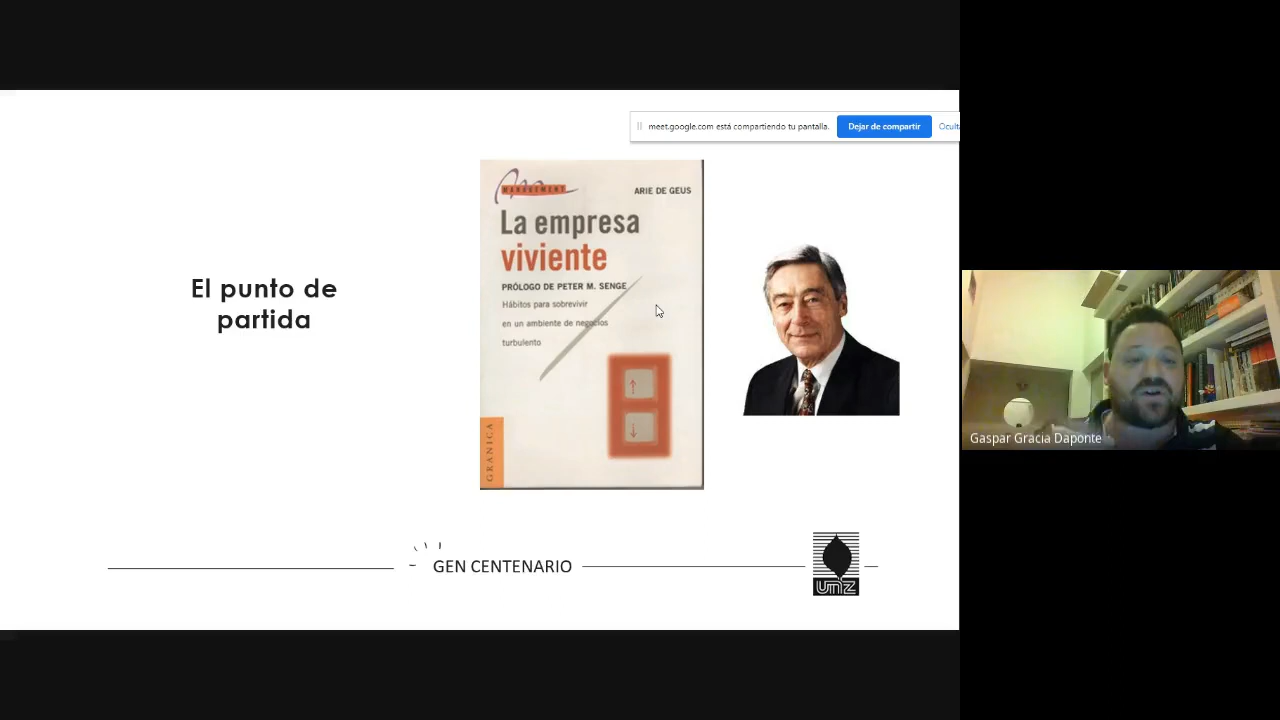 meet.google.com está compartiendo tu pantalla.
Dejar de compartir
Oculta
MANAGEMENT
ARIE DE GEUS
La empresa
viviente
PRÓLOGO DE PETER M. SENGE
Hábitos para sobrevivir
en un ambiente de negocios
turbulento
GRANICA
El punto de
partida
GEN CENTENARIO
UNLZ
Gaspar Gracia Daponte